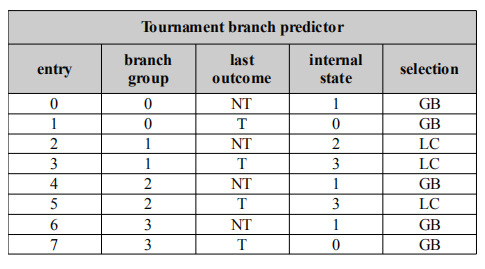 Tournament branch predictor
entry branch group last outcome internal state selection
0 0 NT 1 GB
1 0 T 0 GB
2 1 NT 2 LC
3 1 T 3 LC
4 2 NT 1 GB
5 2 T 3 LC
6 3 NT 1 GB
7 3 T 0 GB